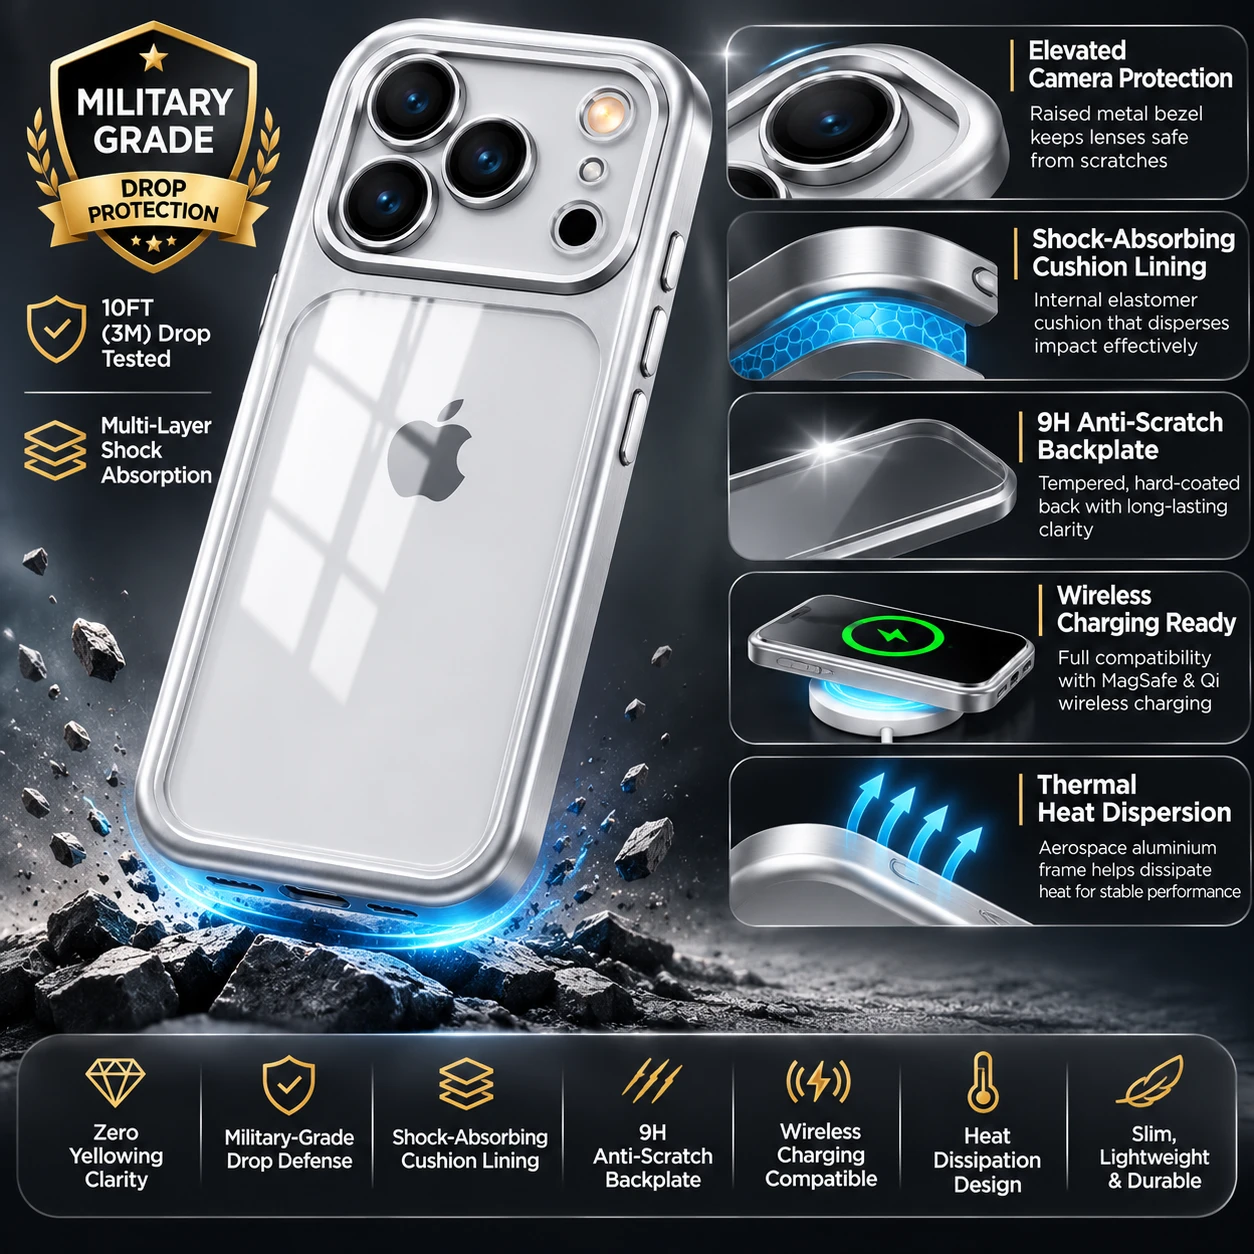 MILITARY
GRADE
DROP
PROTECTION
10FT
(3M) Drop
Tested
Multi-Layer
Shock
Absorption
Elevated
Camera Protection
Raised metal bezel
keeps lenses safe
from scratches
Shock-Absorbing
Cushion Lining
Internal elastomer
cushion that disperses
impact effectively
9H Anti-Scratch
Backplate
Tempered, hard-coated
back with long-lasting
clarity
Wireless
Charging Ready
Full compatibility
with MagSafe & Qi
wireless charging
Thermal
Heat Dispersion
Aerospace aluminium
frame helps dissipate
heat for stable performance
Zero
Yellowing
Clarity
Military-Grade
Drop Defense
Shock-Absorbing
Cushion Lining
9H
Anti-Scratch
Backplate
Wireless
Charging
Compatible
Heat
Dissipation
Design
Slim,
Lightweight
& Durable